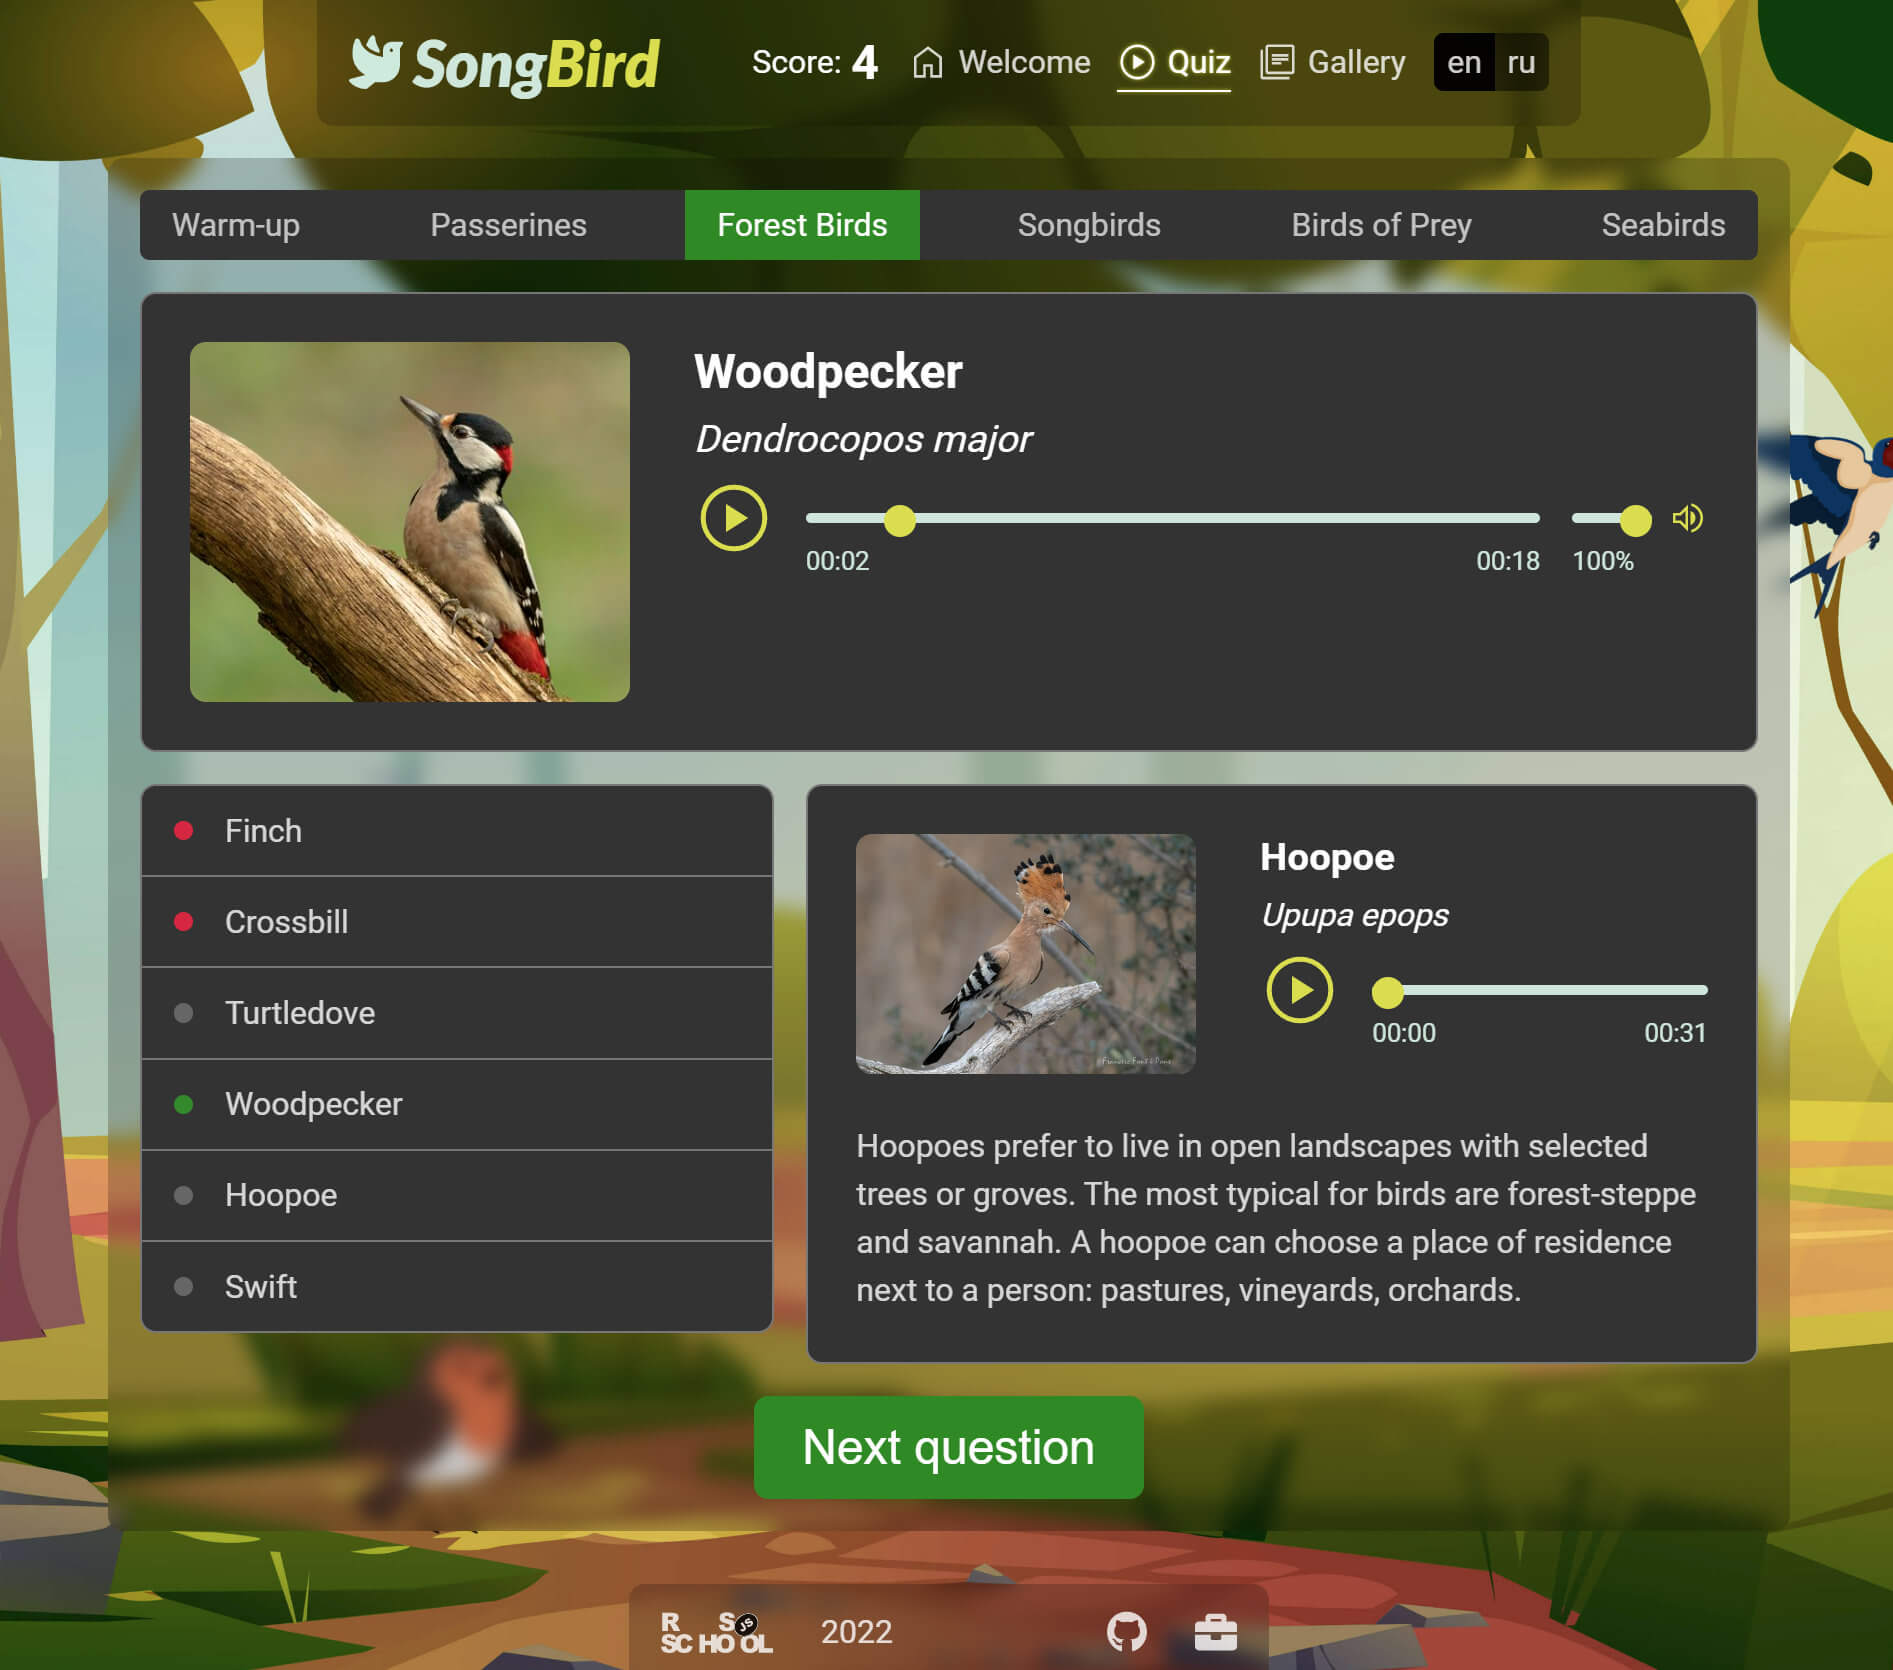 SongBird
Score: 4 Welcome Quiz Gallery en ru
Warm-up Passerines Forest Birds Songbirds Birds of Prey Seabirds
Woodpecker
Dendrocopos major
00:02 00:18 100%
Finch
Crossbill
Turtledove
Woodpecker
Hoopoe
Swift
Hoopoe
Upupa epops
00:00 00:31
Hoopoes prefer to live in open landscapes with selected
trees or groves. The most typical for birds are forest-steppe
and savannah. A hoopoe can choose a place of residence
next to a person: pastures, vineyards, orchards.
Next question
R S JS
SCHOOL
2022